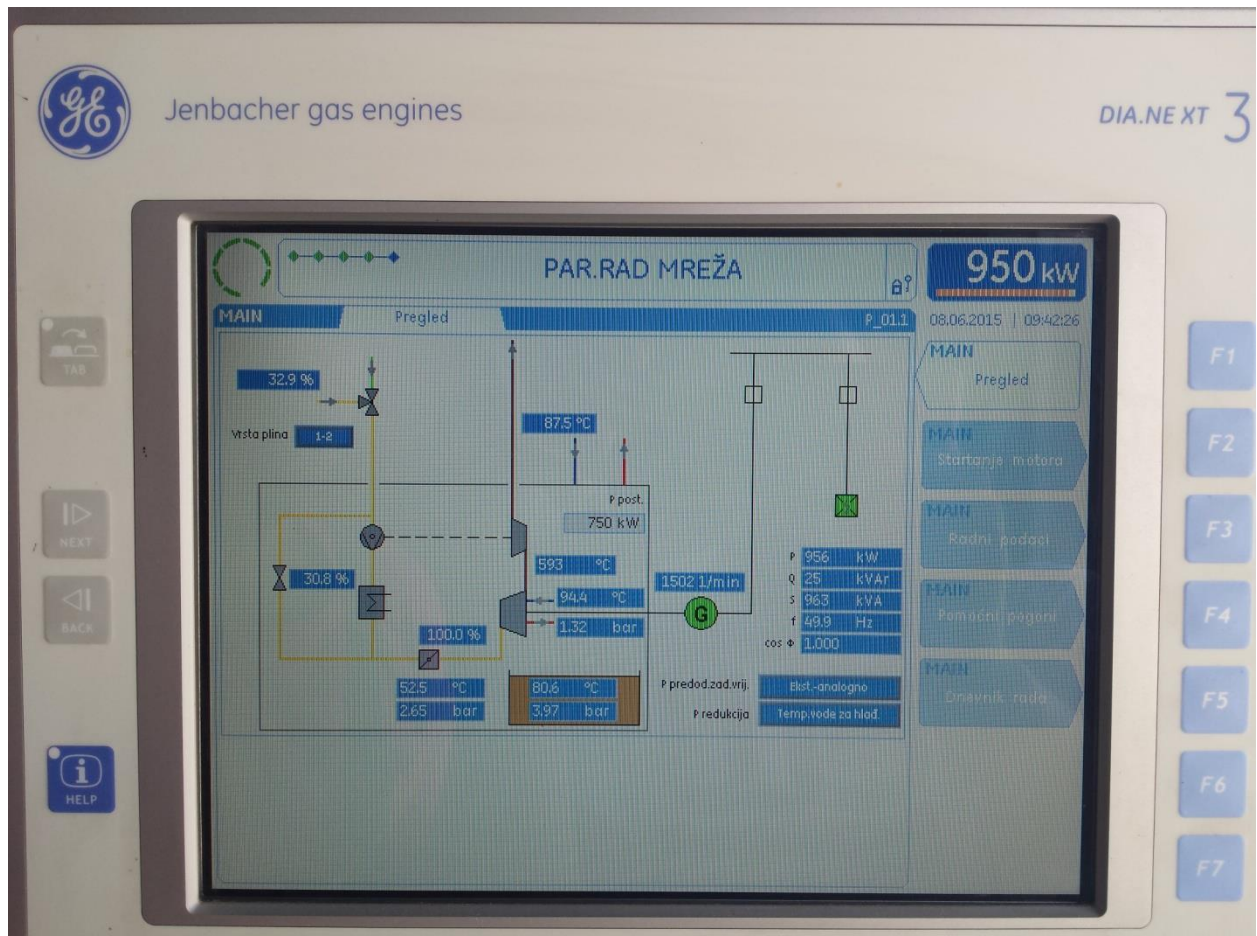 GE
Jenbacher gas engines
DIA.NE XT 3
PAR.RAD MREŽA
950 kW
MAIN
Pregled
P_01.1
08.06.2015 | 09:42:26
32.9 %
Vrsta plina 1-2
87.5 °C
P post.
750 kW
593 °C
30.8 %
94.4 °C
1.32 bar
100.0 %
52.5 °C
2.65 bar
80.6 °C
3.97 bar
1502 1/min
G
P 956 kW
Q 25 kVAr
S 963 kVA
f 49.9 Hz
cos Φ 1.000
P predod.zad.vrij. Ekst.-analogno
P redukcija Temp.vode za hlađ.
MAIN
Pregled
MAIN
Startanje motora
MAIN
Radni podaci
MAIN
Pomoćni pogoni
MAIN
Dnevnik rada
TAB
NEXT
BACK
i
HELP
F1
F2
F3
F4
F5
F6
F7